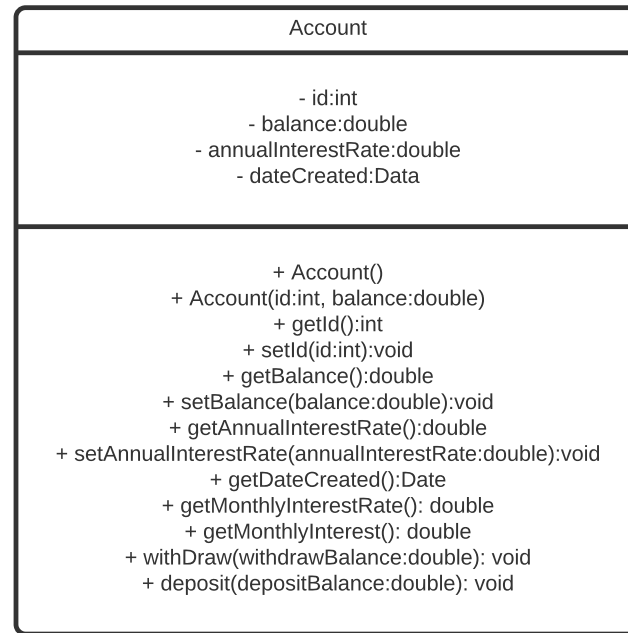 Account
- id:int
- balance:double
- annualInterestRate:double
- dateCreated:Data
+ Account()
+ Account(id:int, balance:double)
+ getId():int
+ setId(id:int):void
+ getBalance():double
+ setBalance(balance:double):void
+ getAnnualInterestRate():double
+ setAnnualInterestRate(annualInterestRate:double):void
+ getDateCreated():Date
+ getMonthlyInterestRate(): double
+ getMonthlyInterest(): double
+ withDraw(withdrawBalance:double): void
+ deposit(depositBalance:double): void